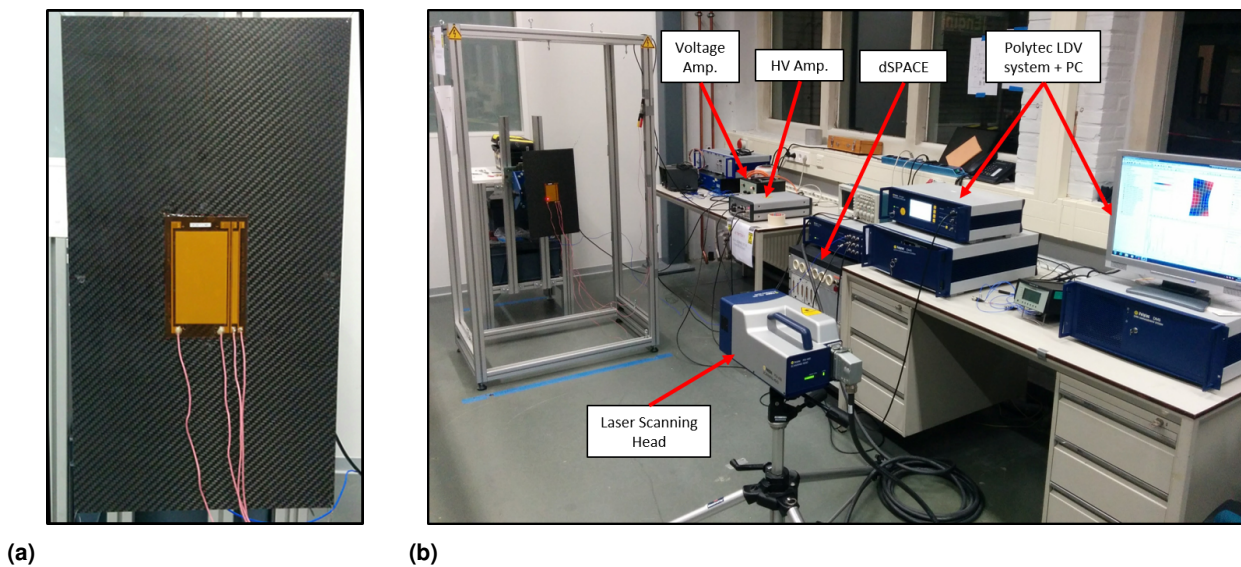 Voltage
Amp.
HV Amp.
dSPACE
Polytec LDV
system + PC
Laser Scanning
Head
(a)
(b)